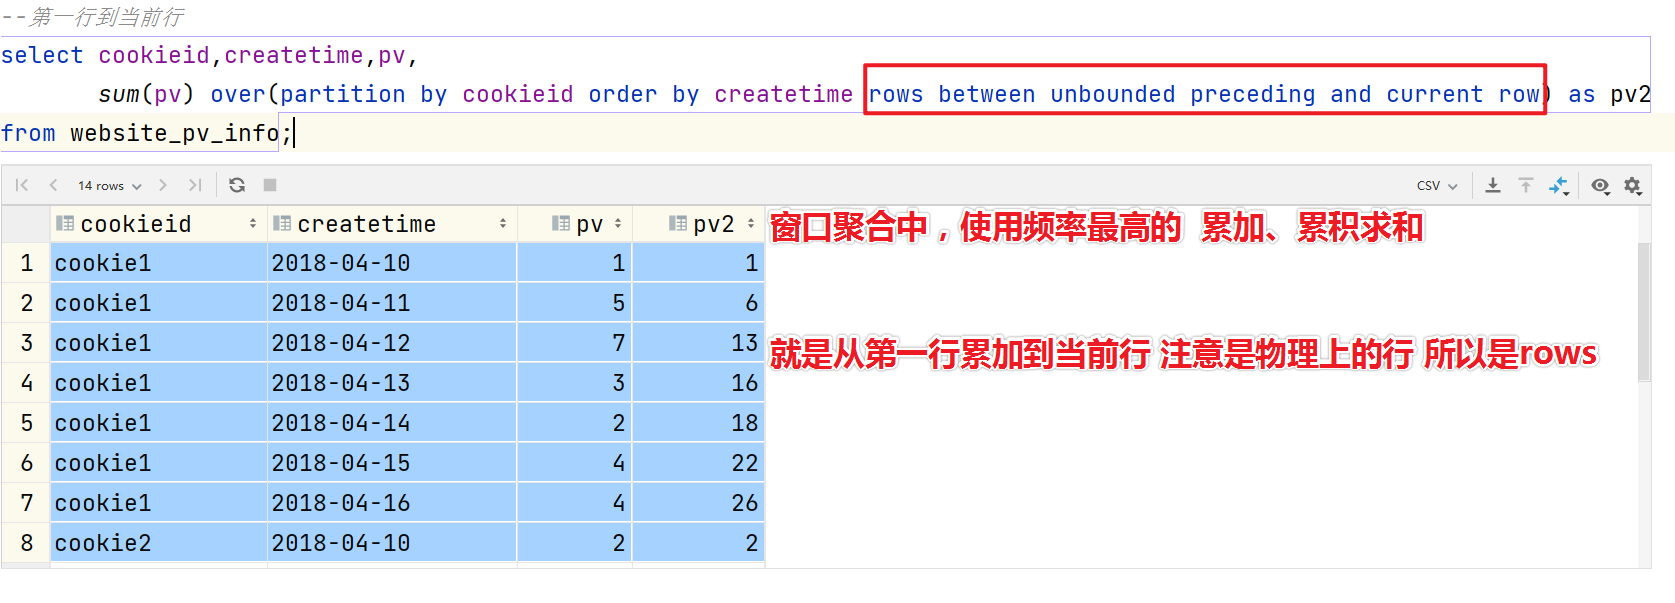 --第一行到当前行
select cookieid,createtime,pv,
sum(pv) over(partition by cookieid order by createtime rows between unbounded preceding and current row) as pv2
from website_pv_info;
14 rows CSV
cookieid createtime pv pv2 窗口聚合中，使用频率最高的 累加、累积求和
1 cookie1 2018-04-10 1 1
2 cookie1 2018-04-11 5 6
3 cookie1 2018-04-12 7 13 就是从第一行累加到当前行 注意是物理上的行 所以是rows
4 cookie1 2018-04-13 3 16
5 cookie1 2018-04-14 2 18
6 cookie1 2018-04-15 4 22
7 cookie1 2018-04-16 4 26
8 cookie2 2018-04-10 2 2